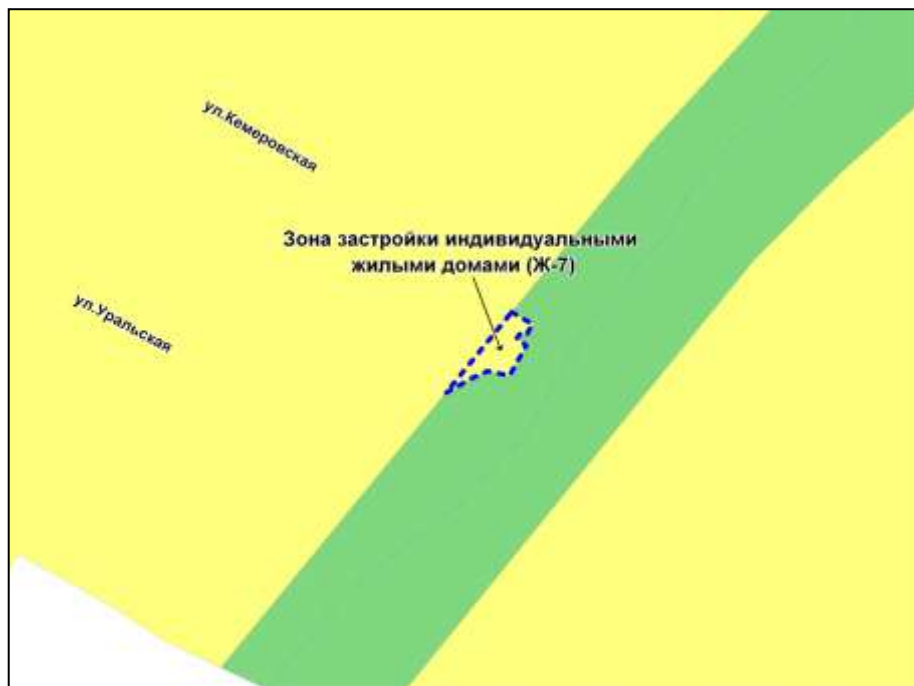 ул.Кемеровская
Зона застройки индивидуальными
жилыми домами (Ж-7)
ул.Уральская